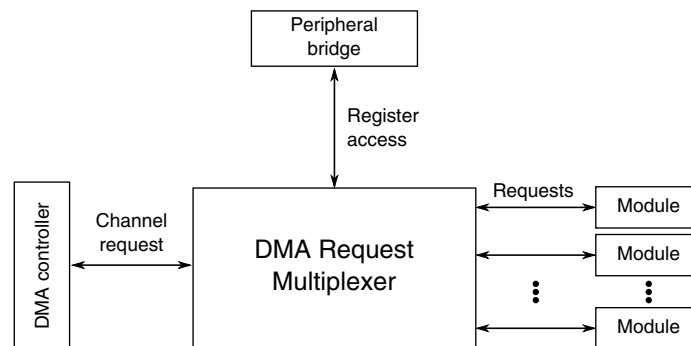 Peripheral
bridge
Register
access
Requests
Module
Channel
request
DMA controller
DMA Request
Multiplexer
Module
Module